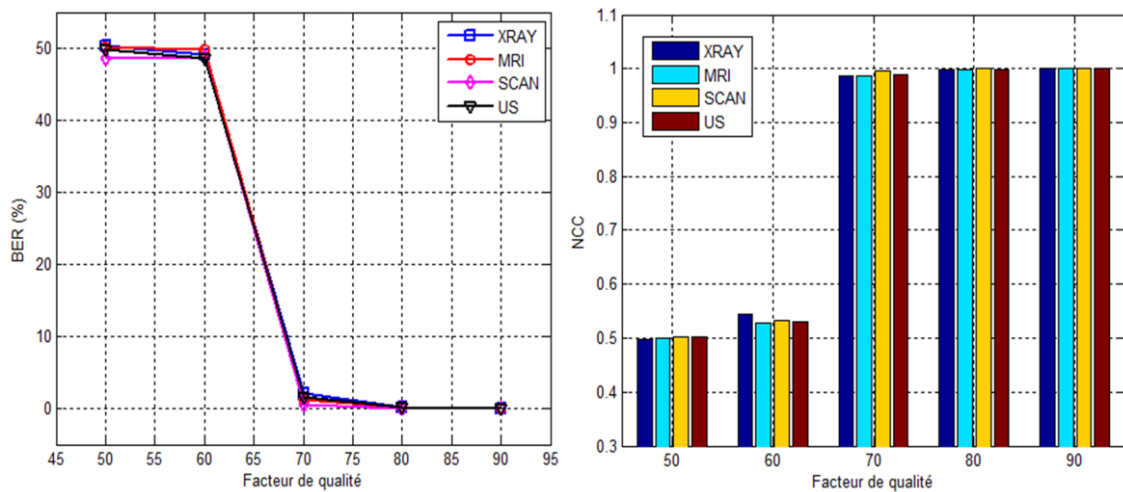 50
40
30
20
10
0
BER (%)
45 50 55 60 65 70 75 80 85 90 95
Facteur de qualité
XRAY
MRI
SCAN
US
1.1
1
0.9
0.8
0.7
0.6
0.5
0.4
0.3
NCC
50 60 70 80 90
Facteur de qualité
XRAY
MRI
SCAN
US